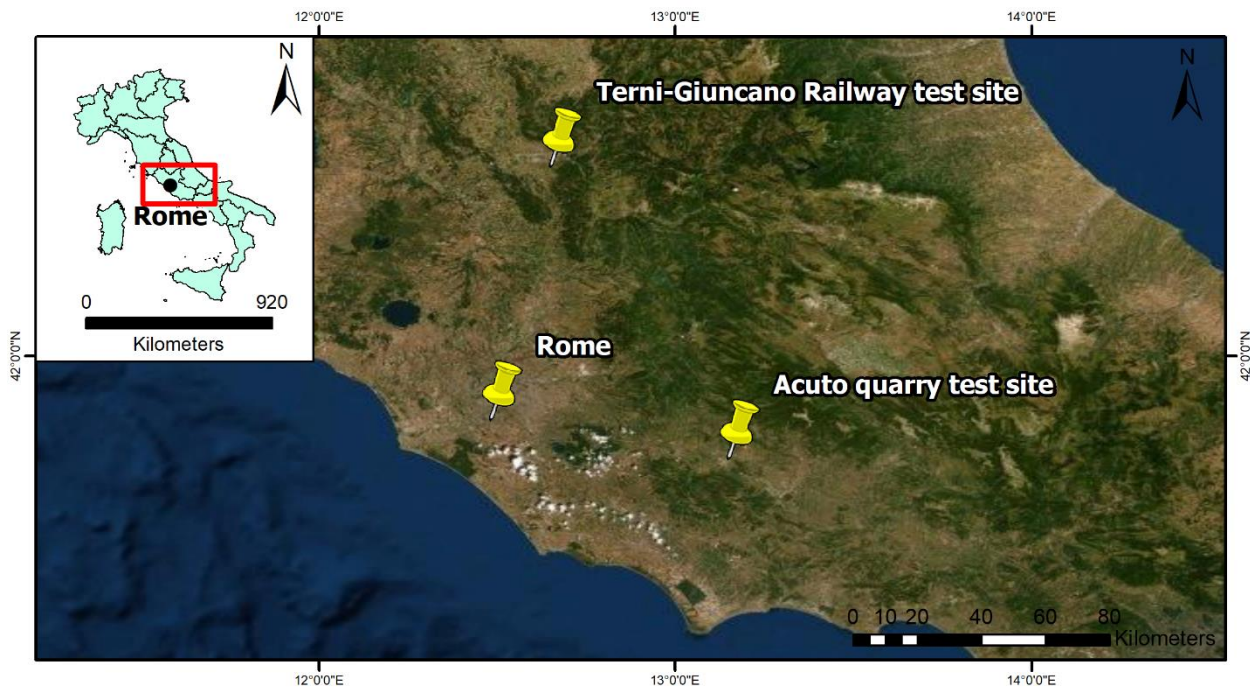 12°0'0"E
13°0'0"E
14°0'0"E
N
Rome
0 920
Kilometers
N
Terni-Giuncano Railway test site
Rome
Acuto quarry test site
42°0'0"N
42°0'0"N
0 10 20 40 60 80
Kilometers
12°0'0"E
13°0'0"E
14°0'0"E